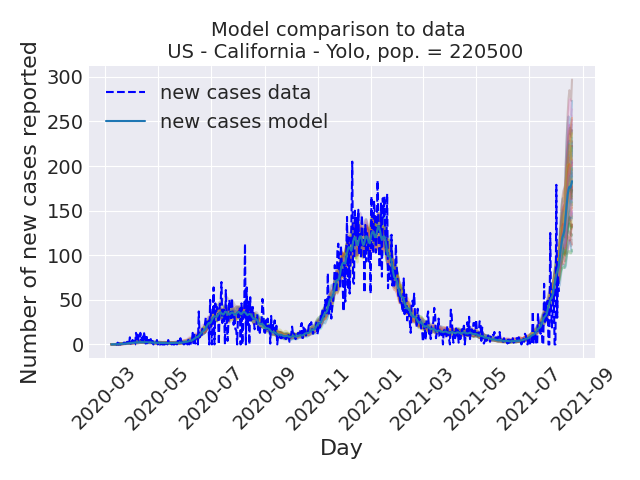 Model comparison to data
US - California - Yolo, pop. = 220500
Number of new cases reported
300
250
200
150
100
50
0
new cases data
new cases model
2020-03
2020-05
2020-07
2020-09
2020-11
2021-01
2021-03
2021-05
2021-07
2021-09
Day